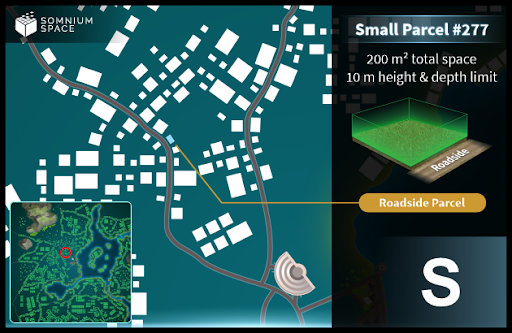 SOMNIUM
SPACE
Small Parcel #277
200 m² total space
10 m height & depth limit
Roadside
Roadside Parcel
S